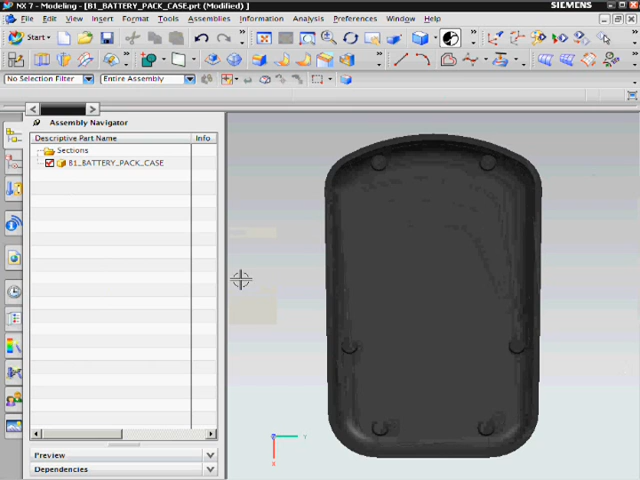 NX 7 - Modeling - [B1_BATTERY_PACK_CASE.prt (Modified) ]
SIEMENS
File Edit View Insert Format Tools Assemblies Information Analysis Preferences Window Help
Start
No Selection Filter Entire Assembly
Assembly Navigator
Descriptive Part Name Info
Sections
B1_BATTERY_PACK_CASE
Y
X
Preview
Dependencies